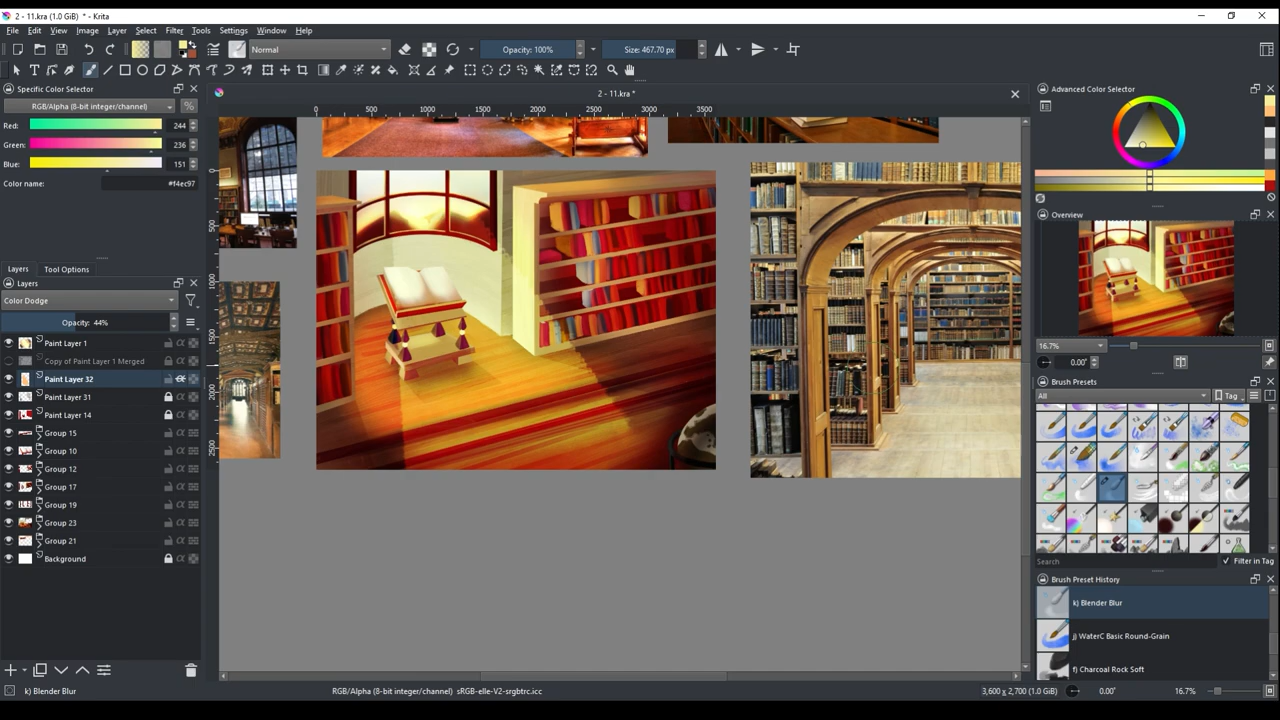 2 - 11.kra (1.0 GiB) * - Krita
File Edit View Image Layer Select Filter Tools Settings Window Help
Normal Opacity: 100% Size: 467.70 px
Specific Color Selector
RGB/Alpha (8-bit integer/channel) %
Red: 244
Green: 236
Blue: 151
Color name: #f4ec97
Layers Tool Options
Layers
Color Dodge
Opacity: 44%
Paint Layer 1
Copy of Paint Layer 1 Merged
Paint Layer 32
Paint Layer 31
Paint Layer 14
Group 15
Group 10
Group 12
Group 17
Group 19
Group 23
Group 21
Background
2 - 11.kra *
0 500 1000 1500 2000 2500 3000 3500
0
500
1000
1500
2000
2500
Advanced Color Selector
Overview
16.7%
0.00°
Brush Presets
All Tag
Search Filter in Tag
Brush Preset History
k) Blender Blur
j) WaterC Basic Round-Grain
f) Charcoal Rock Soft
k) Blender Blur RGB/Alpha (8-bit integer/channel) sRGB-elle-V2-srgbtrc.icc 3,600 x 2,700 (1.0 GiB) 0.00° 16.7%